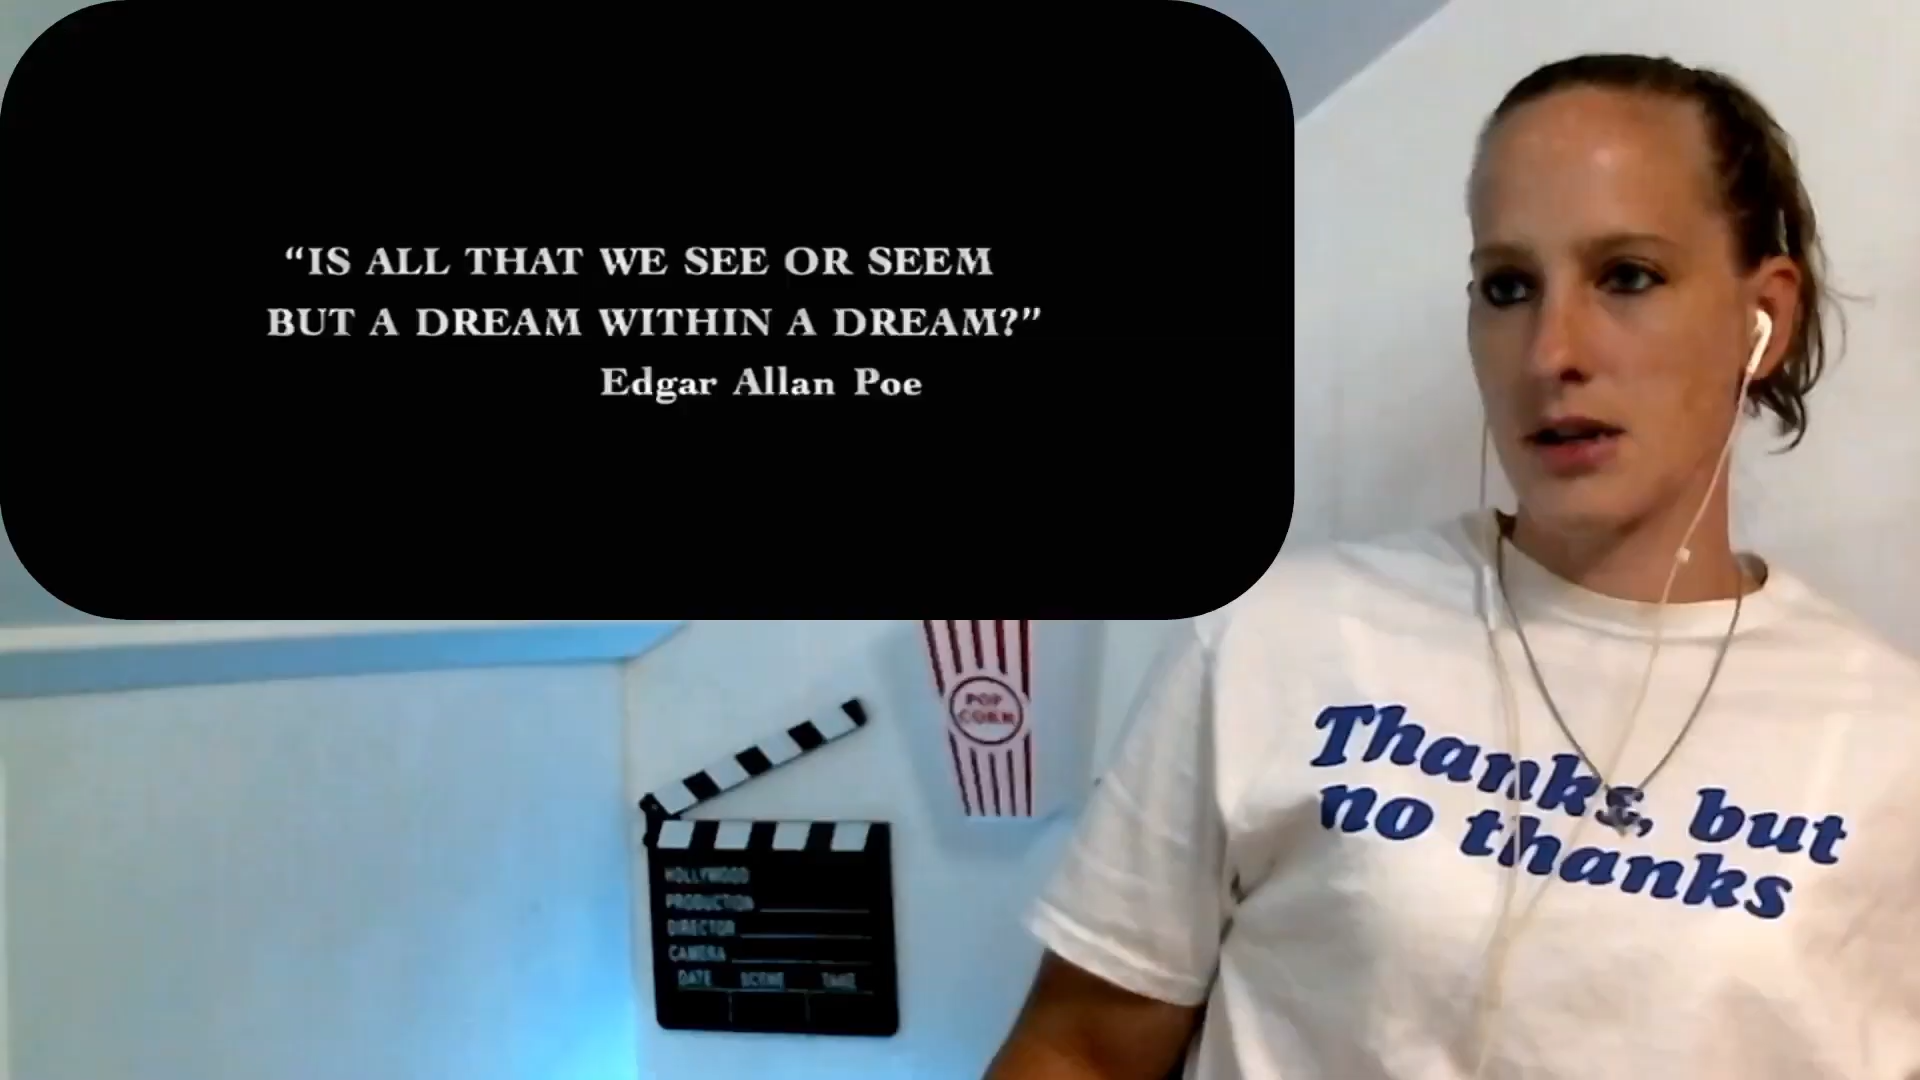 “IS ALL THAT WE SEE OR SEEM
BUT A DREAM WITHIN A DREAM?”
Edgar Allan Poe
POP
CORN
Thanks, but
no thanks
HOLLYWOOD
PRODUCTION
DIRECTOR
CAMERA
DATE SCENE TAKE